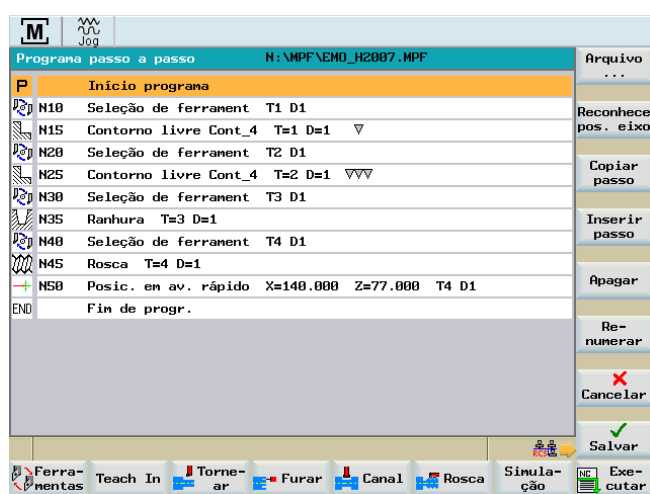 M
Jog
Programa passo a passo N:\MPF\EMO_H2007.MPF
P Início programa
N10 Seleção de ferrament T1 D1
N15 Contorno livre Cont_4 T=1 D=1 ▽
N20 Seleção de ferrament T2 D1
N25 Contorno livre Cont_4 T=2 D=1 ▽▽▽
N30 Seleção de ferrament T3 D1
N35 Ranhura T=3 D=1
N40 Seleção de ferrament T4 D1
N45 Rosca T=4 D=1
N50 Posic. em av. rápido X=140.000 Z=77.000 T4 D1
END Fim de progr.
Arquivo
...
Reconhece
pos. eixo
Copiar
passo
Inserir
passo
Apagar
Re-
numerar
Cancelar
Salvar
RCS
Ferra-
mentas
Teach In
Torne-
ar
Furar
Canal
Rosca
Simula-
ção
NC Exe-
cutar